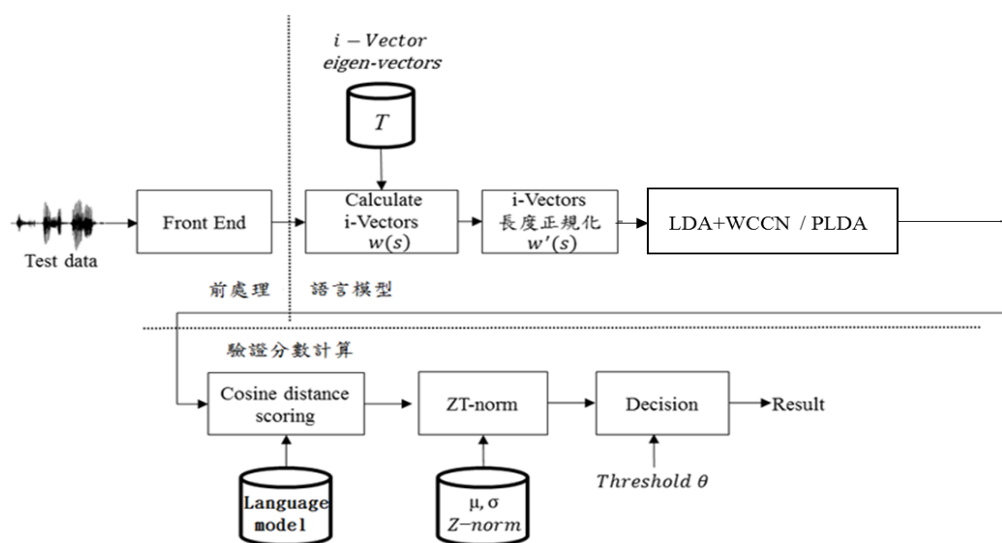 i − Vector
eigen-vectors
T
Calculate
i-Vectors
w(s)
i-Vectors
長度正規化
w′(s)
LDA+WCCN / PLDA
Front End
Test data
前處理
語言模型
驗證分數計算
Cosine distance
scoring
ZT-norm
Decision
Result
Language
model
μ, σ
Z−norm
Threshold θ